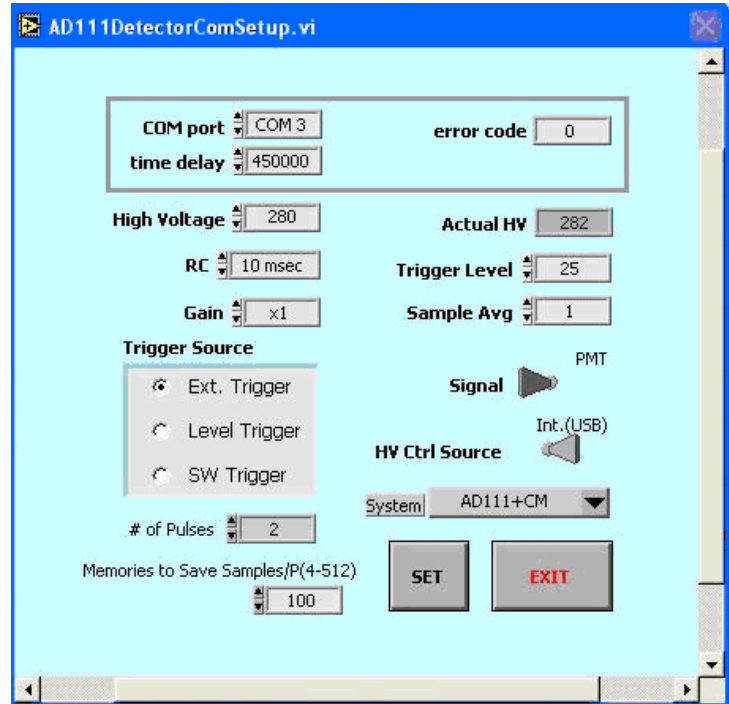 AD111DetectorComSetup.vi
COM port COM 3 error code 0
time delay 450000
High Voltage 280 Actual HV 282
RC 10 msec Trigger Level 25
Gain x1 Sample Avg 1
Trigger Source
PMT
Ext. Trigger Signal
Level Trigger Int.(USB)
HV Ctrl Source
SW Trigger
System AD111+CM
# of Pulses 2
Memories to Save Samples/P(4-512)
SET EXIT
100